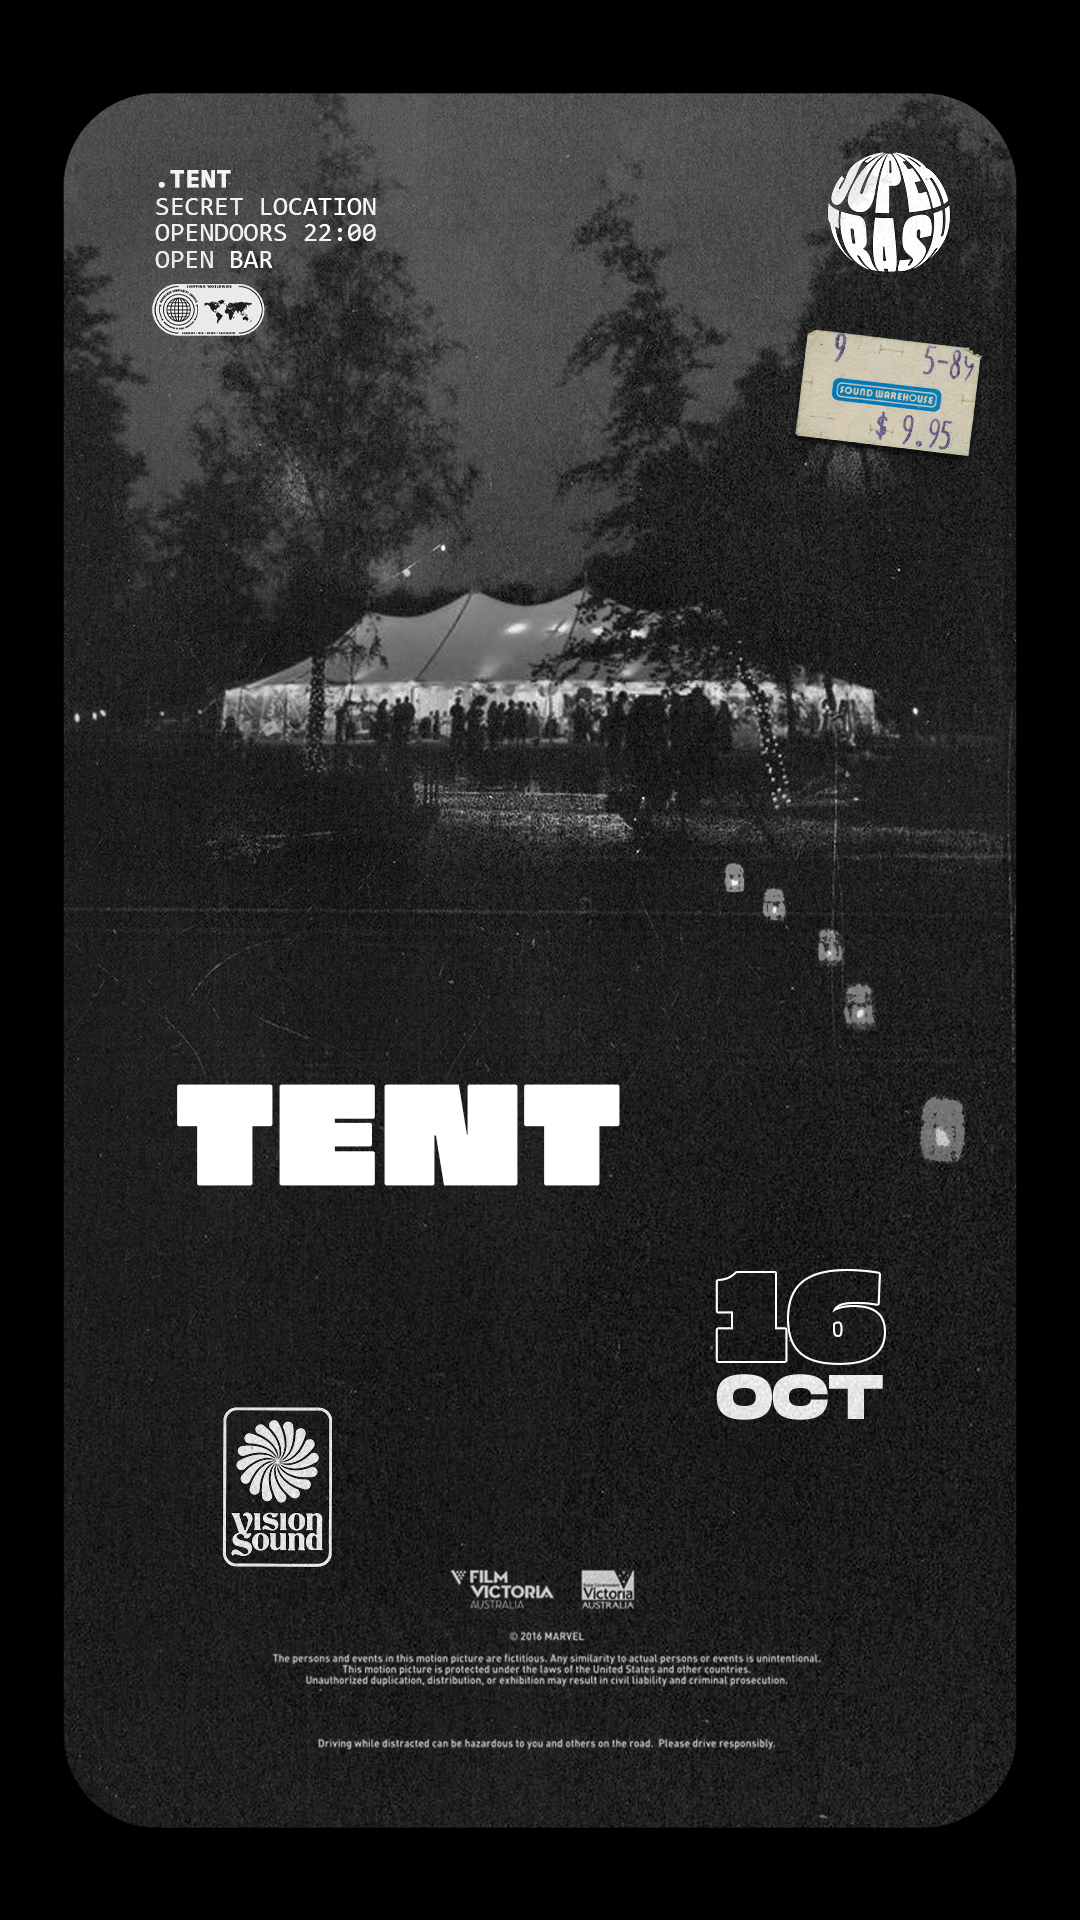 .TENT
SECRET LOCATION
OPENDOORS 22:00
OPEN BAR
SHIPPING WORLDWIDE
SUPER
TRASH
9 5-84
SOUND WAREHOUSE
$ 9.95
TENT
16
OCT
Vision
Sound
FILM
VICTORIA
AUSTRALIA
Victoria
AUSTRALIA
© 2016 MARVEL
The persons and events in this motion picture are fictitious. Any similarity to actual persons or events is unintentional.
This motion picture is protected under the laws of the United States and other countries.
Unauthorized duplication, distribution, or exhibition may result in civil liability and criminal prosecution.
Driving while distracted can be hazardous to you and others on the road. Please drive responsibly.